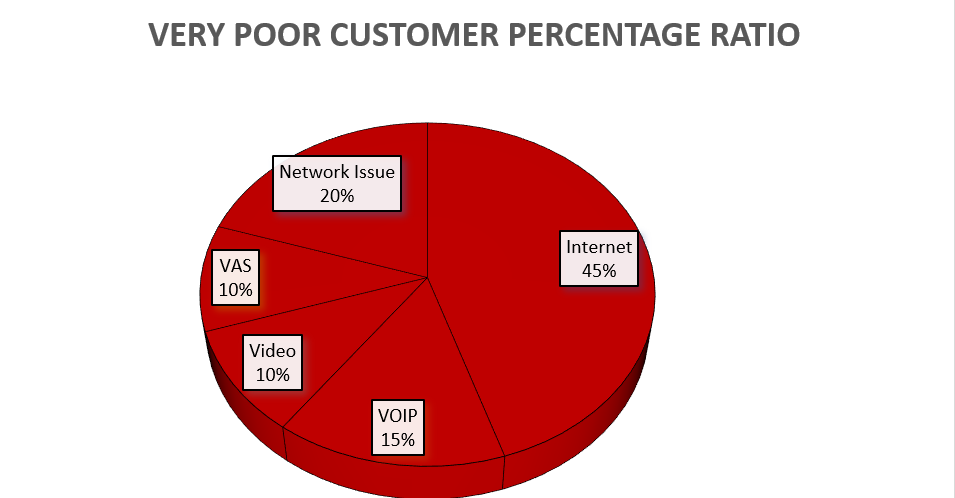 VERY POOR CUSTOMER PERCENTAGE RATIO
Network Issue
20%
Internet
45%
VAS
10%
Video
10%
VOIP
15%